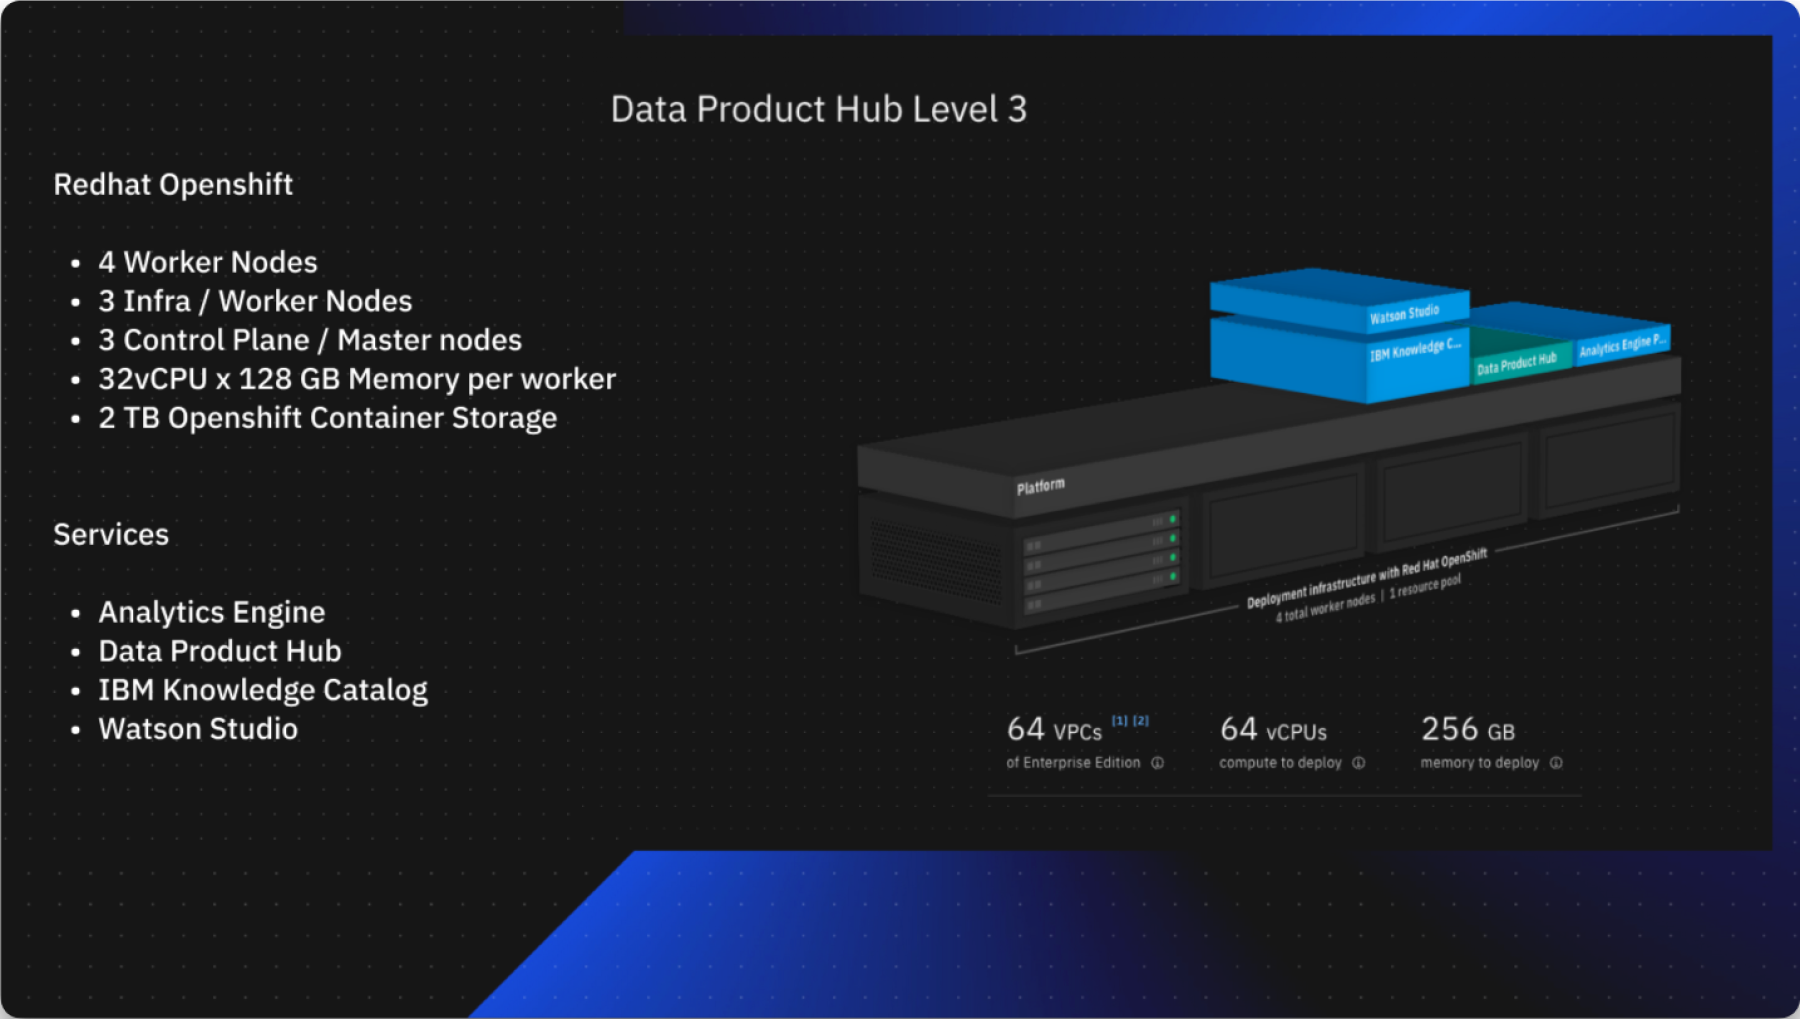 Data Product Hub Level 3
Redhat Openshift
• 4 Worker Nodes
• 3 Infra / Worker Nodes
• 3 Control Plane / Master nodes
• 32vCPU x 128 GB Memory per worker
• 2 TB Openshift Container Storage
Services
• Analytics Engine
• Data Product Hub
• IBM Knowledge Catalog
• Watson Studio
Watson Studio
IBM Knowledge C...
Data Product Hub
Analytics Engine P...
Platform
Deployment infrastructure with Red Hat OpenShift
4 total worker nodes | 1 resource pool
64 VPCs [1] [2]
of Enterprise Edition
64 vCPUs
compute to deploy
256 GB
memory to deploy